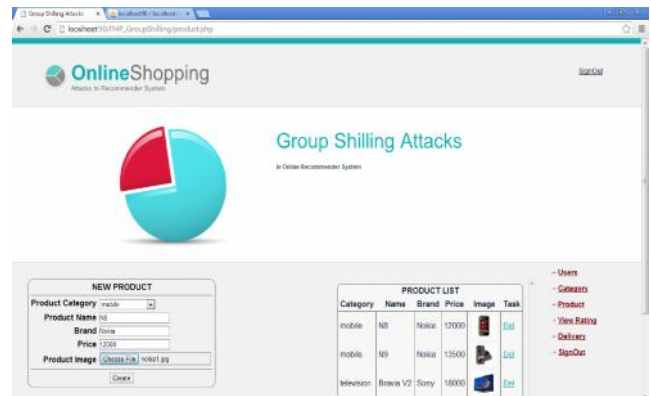 Group Shilling Attacks
localhost:90/PHP_GroupShilling/product.php
OnlineShopping
Attacks to Recommender System
SignOut
Group Shilling Attacks
in Online Recommender System
NEW PRODUCT
Product Category mobile
Product Name N8
Brand Nokia
Price 12000
Product Image Choose File nokia1.jpg
Create
PRODUCT LIST
Category Name Brand Price Image Task
mobile N8 Nokia 12000 Del
mobile N9 Nokia 13500 Del
television Bravia V2 Sony 18000 Del
Users
Category
Product
View Rating
Delivery
SignOut